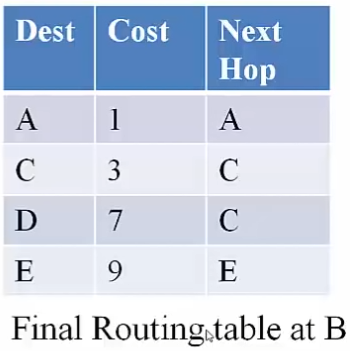 Dest Cost Next Hop
A 1 A
C 3 C
D 7 C
E 9 E
Final Routing table at B